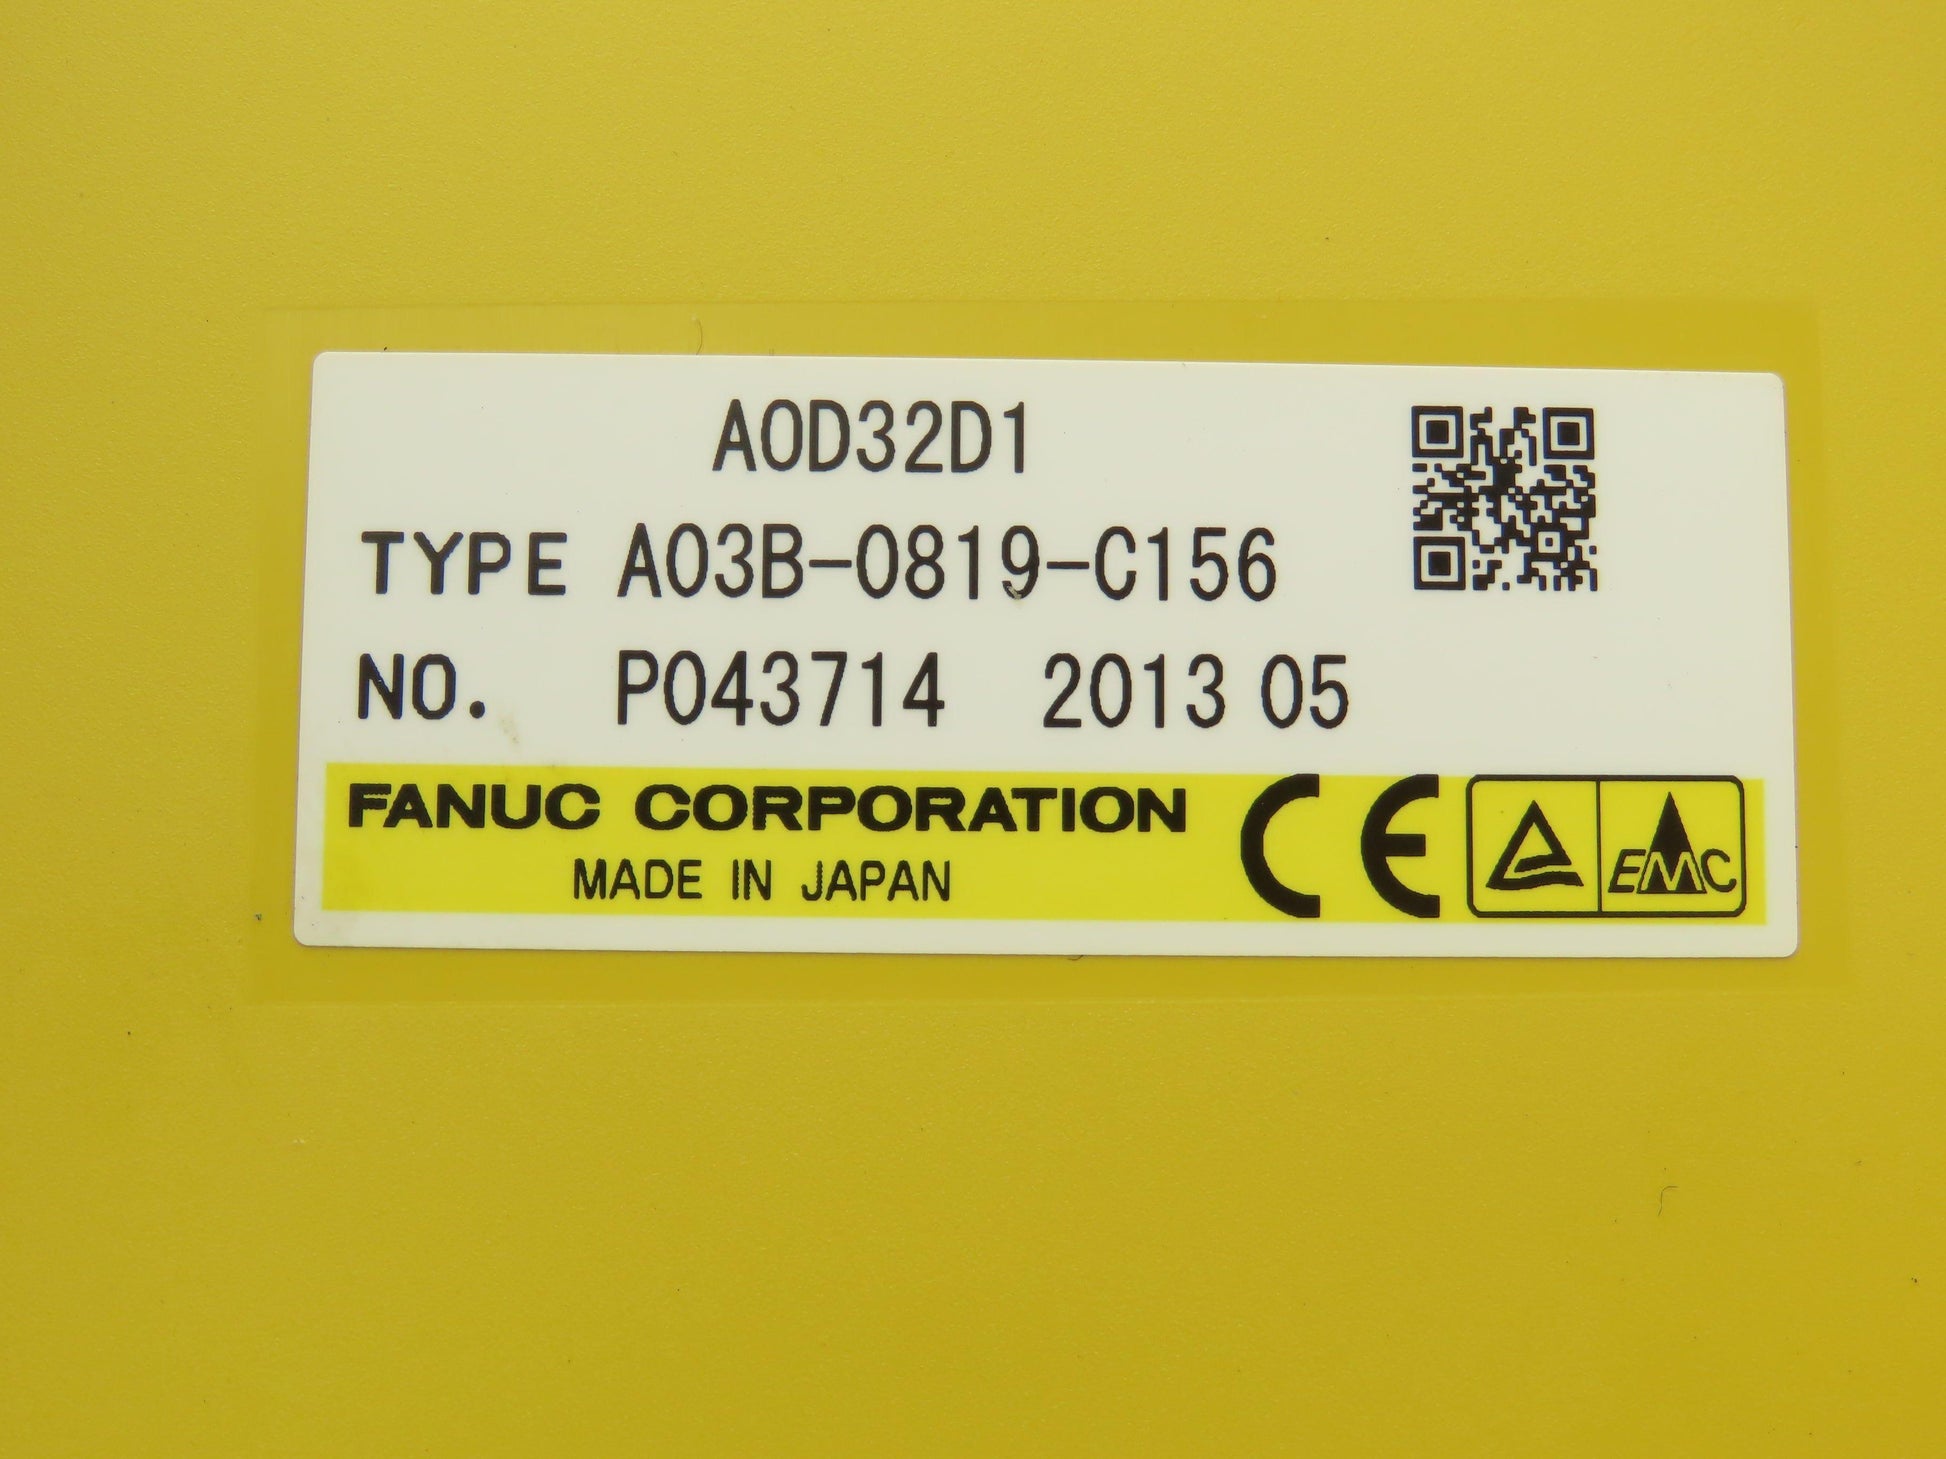 AOD32D1
TYPE A03B-0819-C156
NO. P043714 2013 05
FANUC CORPORATION CE
EMC
MADE IN JAPAN